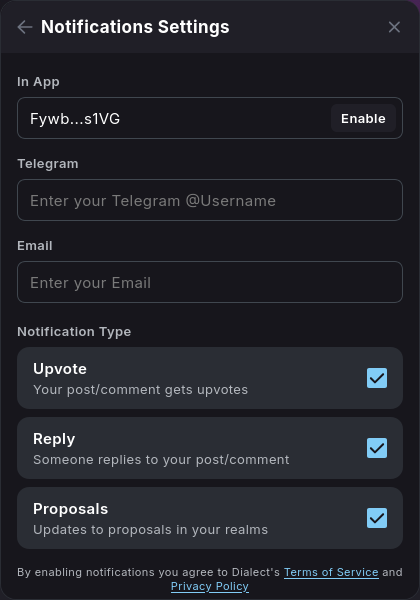 Notifications Settings
In App
Fywb...s1VG
Enable
Telegram
Enter your Telegram @Username
Email
Enter your Email
Notification Type
Upvote
Your post/comment gets upvotes
Reply
Someone replies to your post/comment
Proposals
Updates to proposals in your realms
By enabling notifications you agree to Dialect's Terms of Service and
Privacy Policy